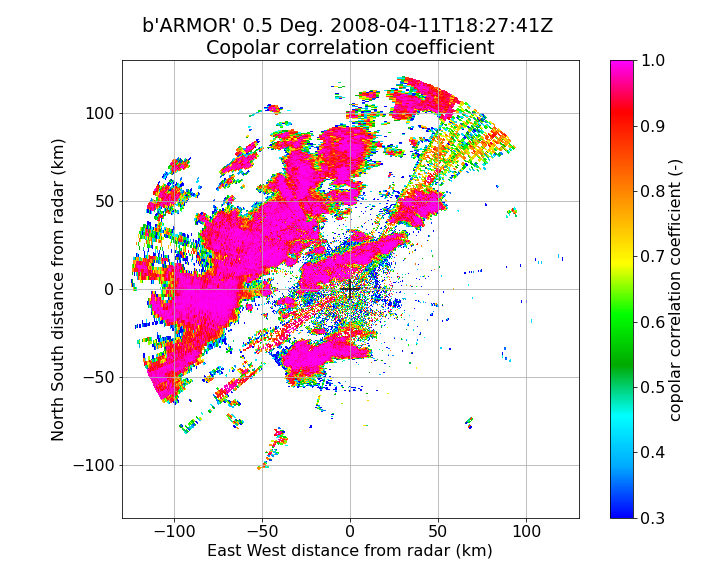 b'ARMOR' 0.5 Deg. 2008-04-11T18:27:41Z
Copolar correlation coefficient
North South distance from radar (km)
100
50
0
−50
−100
−100 −50 0 50 100
East West distance from radar (km)
1.0
0.9
0.8
0.7
0.6
0.5
0.4
0.3
copolar correlation coefficient (-)